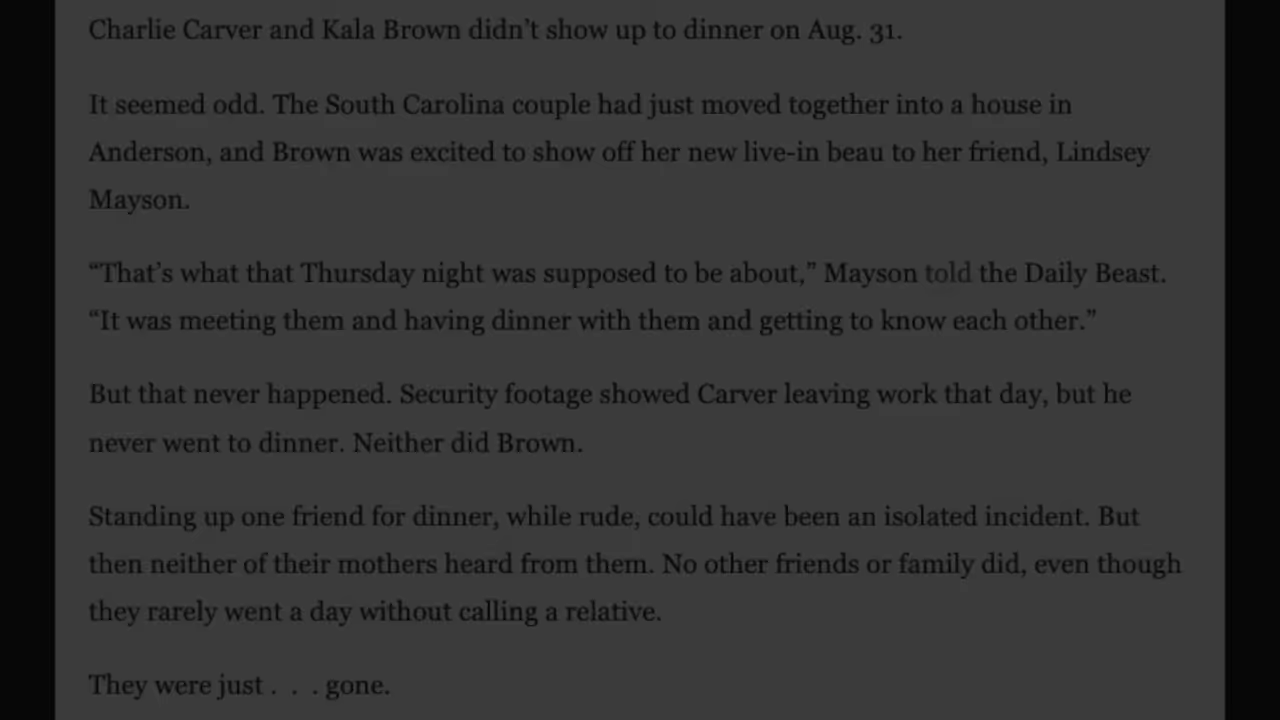 Charlie Carver and Kala Brown didn’t show up to dinner on Aug. 31.
It seemed odd. The South Carolina couple had just moved together into a house in
Anderson, and Brown was excited to show off her new live-in beau to her friend, Lindsey
Mayson.
“That’s what that Thursday night was supposed to be about,” Mayson told the Daily Beast.
“It was meeting them and having dinner with them and getting to know each other.”
But that never happened. Security footage showed Carver leaving work that day, but he
never went to dinner. Neither did Brown.
Standing up one friend for dinner, while rude, could have been an isolated incident. But
then neither of their mothers heard from them. No other friends or family did, even though
they rarely went a day without calling a relative.
They were just . . . gone.